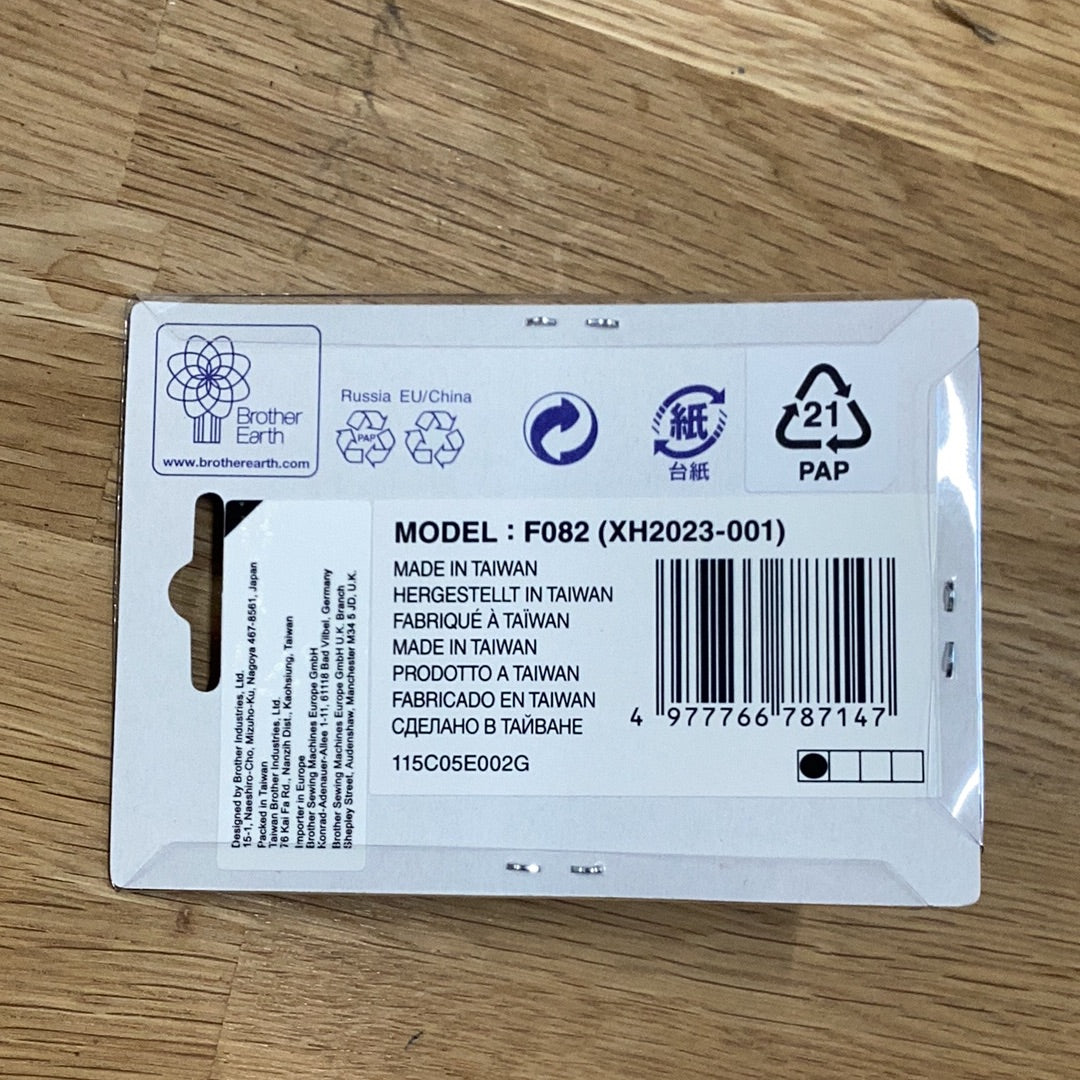 Brother
Earth
www.brotherearth.com
Russia EU/China
PAP
紙
台紙
21
PAP
MODEL : F082 (XH2023-001)
MADE IN TAIWAN
HERGESTELLT IN TAIWAN
FABRIQUÉ À TAÏWAN
MADE IN TAIWAN
PRODOTTO A TAIWAN
FABRICADO EN TAIWAN
СДЕЛАНО В ТАЙВАНЕ
115C05E002G
4 977766 787147
Designed by Brother Industries, Ltd.
15-1, Naeshiro-Cho, Mizuho-Ku, Nagoya 467-8561, Japan
Packed in Taiwan
Taiwan Brother Industries, Ltd.
76 Kai Fa Rd., Nanzih Dist., Kaohsiung, Taiwan
Importer in Europe
Brother Sewing Machines Europe GmbH
Konrad-Adenauer-Allee 1-11, 61118 Bad Vilbel, Germany
Brother Sewing Machines Europe GmbH U.K. Branch
Shepley Street, Audenshaw, Manchester M34 5 JD, U.K.